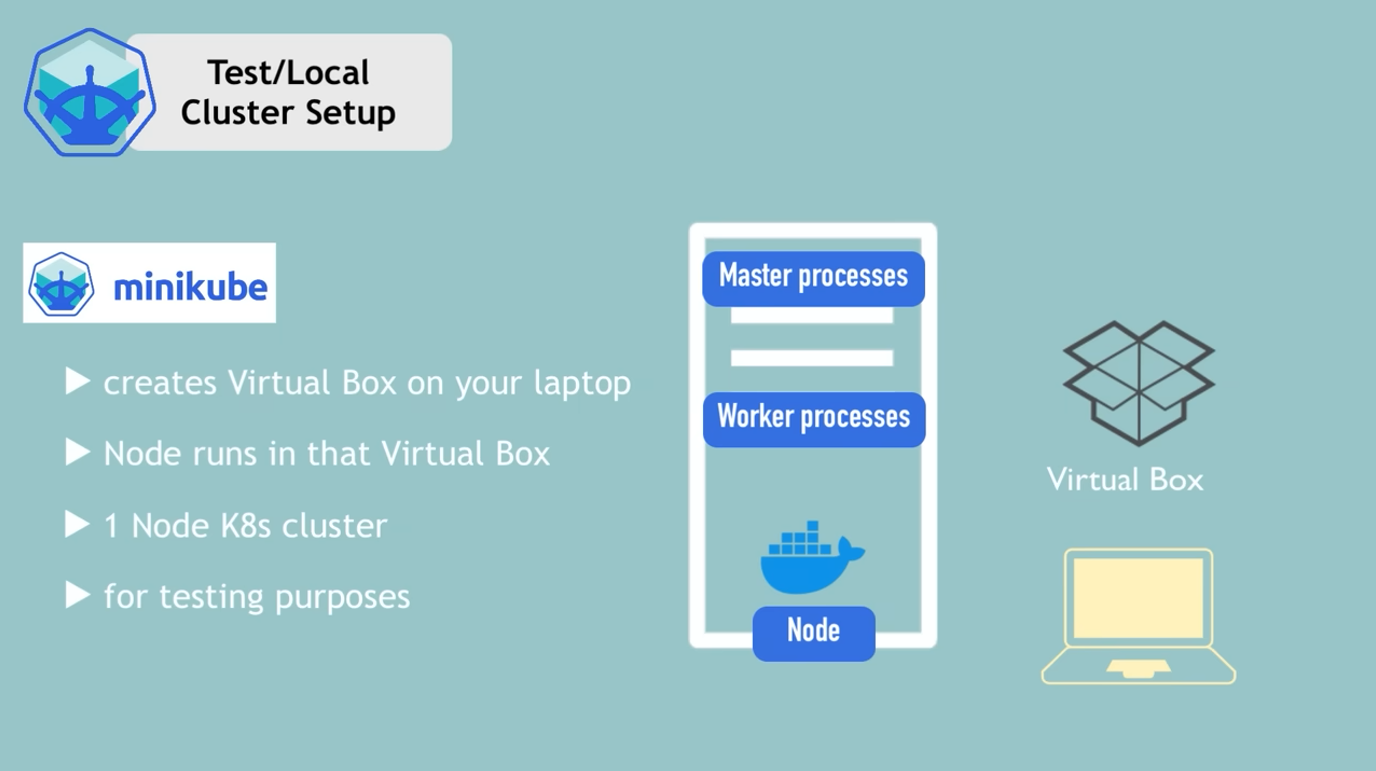 Test/Local
Cluster Setup
minikube
▶ creates Virtual Box on your laptop
▶ Node runs in that Virtual Box
▶ 1 Node K8s cluster
▶ for testing purposes
Master processes
Worker processes
Node
Virtual Box